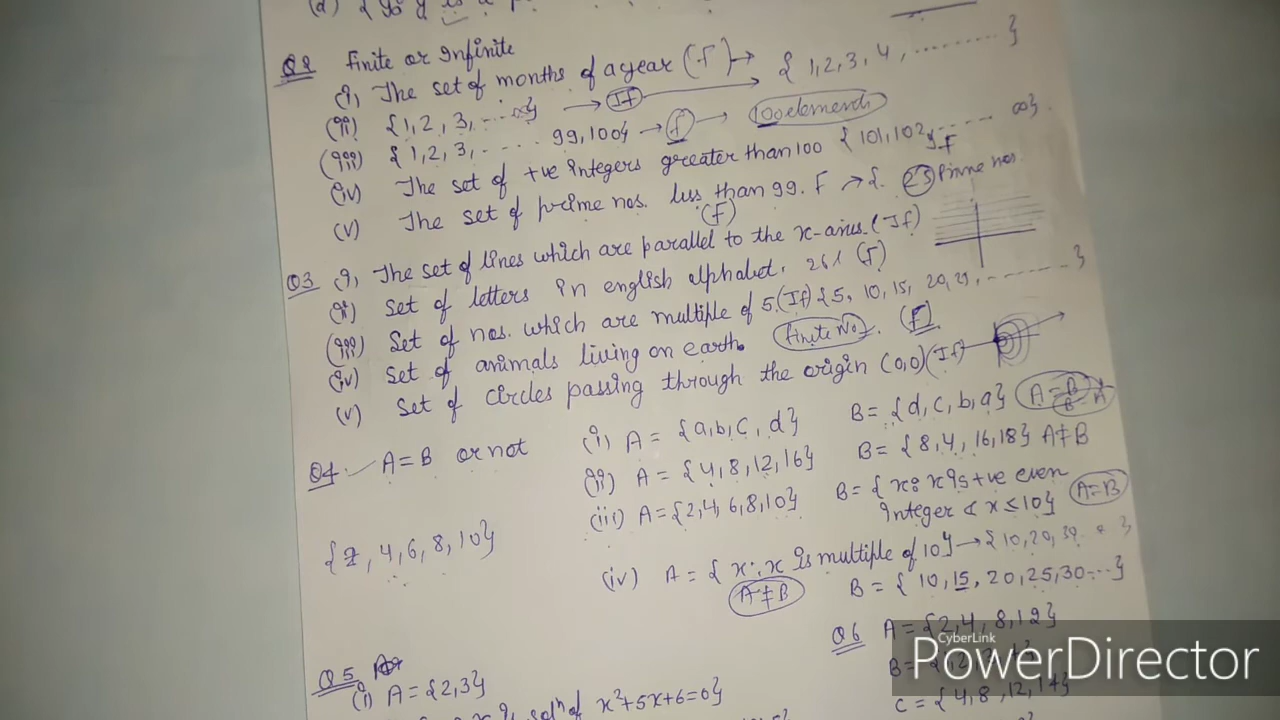 Q2 Finite or Infinite
(i) The set of months of a year (F) → { 1,2,3,4, .......... }
(ii) {1,2,3,....∞} → (If)
(iii) {1,2,3,..... 99,100} → (f) → 100 elements
(iv) The set of +ve integers greater than 100 {101,102, ..... ∞}.
(v) The set of prime nos. less than 99. F → { 25 Prime nos.
(F)
Q3 (i) The set of lines which are parallel to the x-axis. (If)
(ii) Set of letters in english alphabet. 26 (F)
(iii) Set of nos. which are multiple of 5. (If) {5, 10, 15, 20, 25, --------}
(iv) Set of animals living on earth. finite No. (F)
(v) Set of circles passing through the origin (0,0) (If)
Q4. A=B or not
(i) A = {a,b,c,d} B = {d,c,b,a} A=B
(ii) A = {4,8,12,16} B = {8,4,16,18} A≠B
(iii) A={2,4,6,8,10} B = {x: x is +ve even
Integer < x ≤ 10} A=B
{2,4,6,8,10}
(iv) A = {x: x is multiple of 10} → {10,20,30 }
A≠B B = {10,15,20,25,30...}
Q5
(i) A = {2,3}
x is solⁿ of x²+5x+6=0}
Q6 A = {2,4,8,12}
B =
C = {4,8,12,14}
CyberLink
PowerDirector